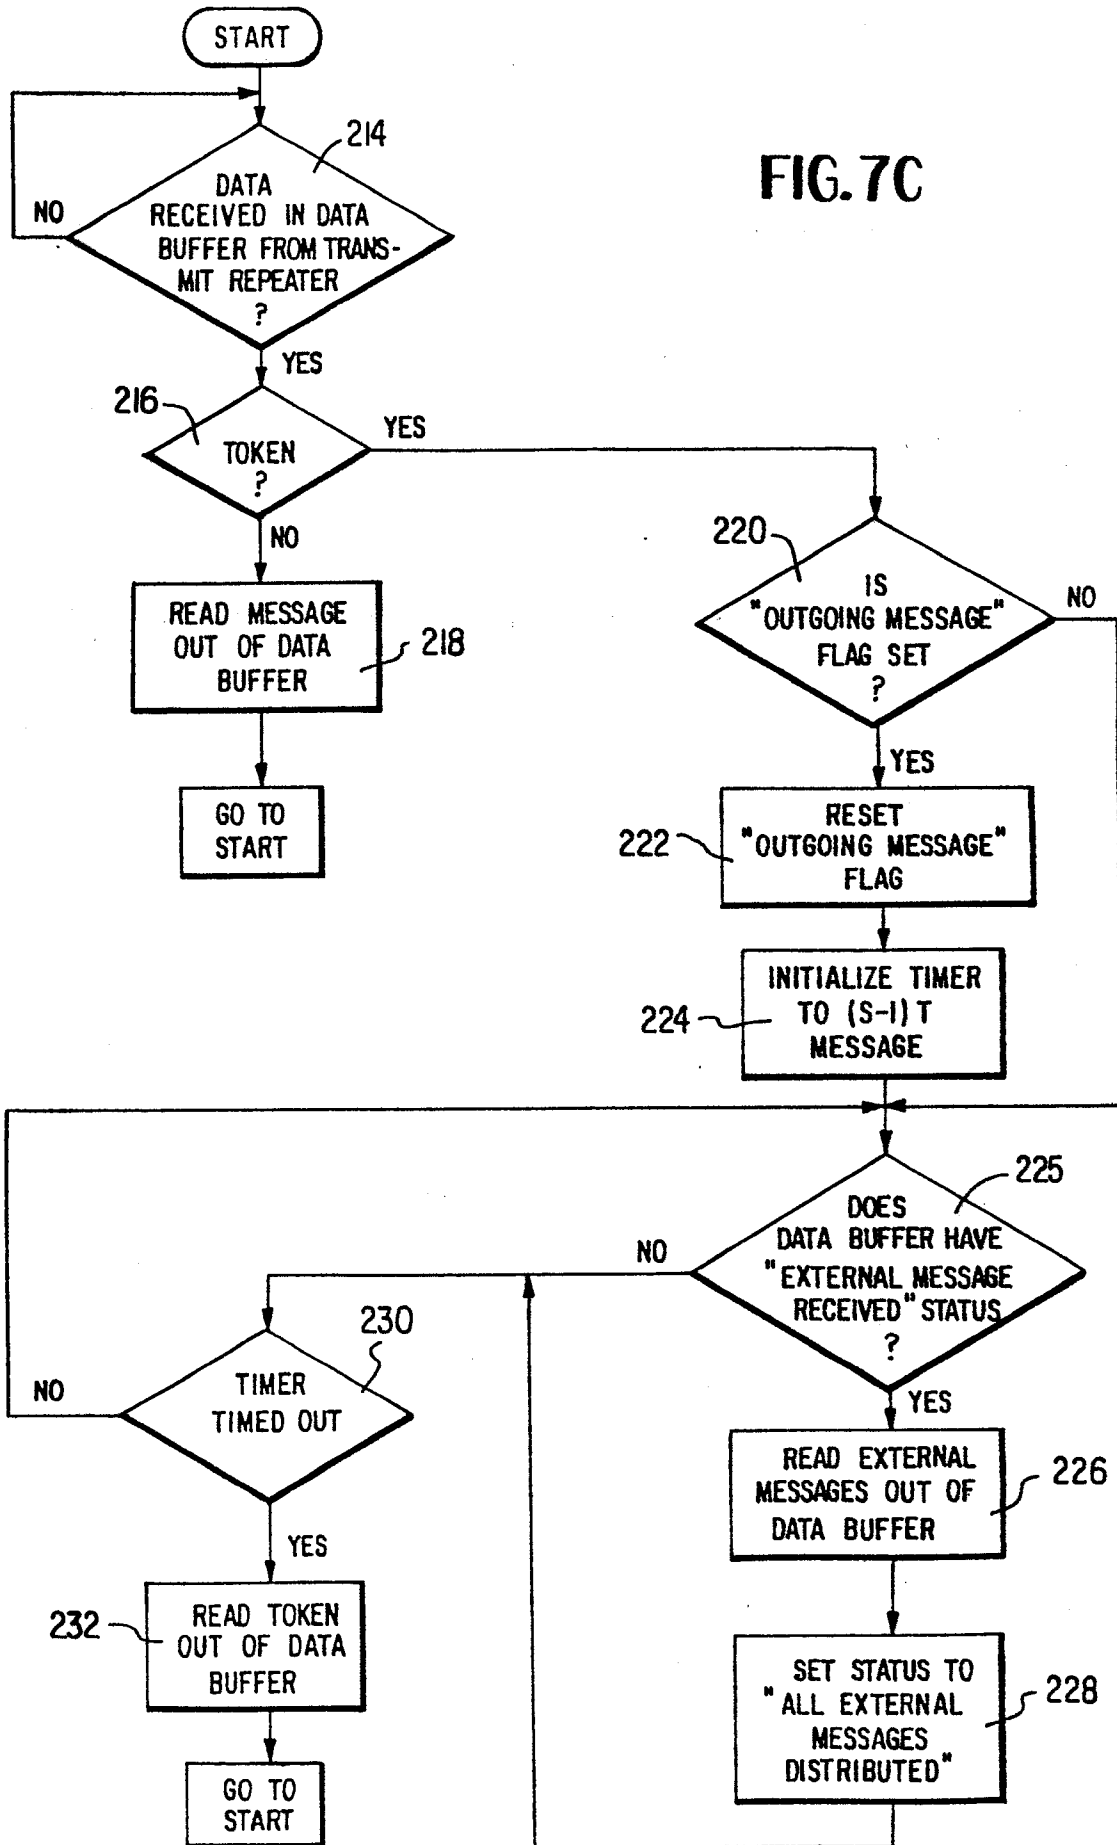 START
FIG. 7C
214
DATA
RECEIVED IN DATA
BUFFER FROM TRANS-
MIT REPEATER
?
NO
YES
216
TOKEN
?
YES
NO
READ MESSAGE
OUT OF DATA
BUFFER
218
GO TO
START
220
IS
"OUTGOING MESSAGE"
FLAG SET
?
NO
YES
RESET
"OUTGOING MESSAGE"
FLAG
222
INITIALIZE TIMER
TO (S-1) T
MESSAGE
224
225
DOES
DATA BUFFER HAVE
"EXTERNAL MESSAGE
RECEIVED" STATUS
?
NO
YES
230
TIMER
TIMED OUT
NO
YES
READ EXTERNAL
MESSAGES OUT OF
DATA BUFFER
226
232
READ TOKEN
OUT OF DATA
BUFFER
SET STATUS TO
"ALL EXTERNAL
MESSAGES
DISTRIBUTED"
228
GO TO
START